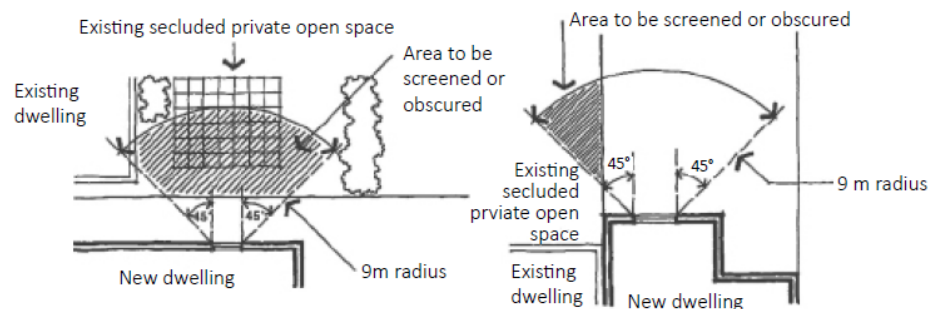 Existing secluded private open space
Area to be
screened or
obscured
Existing
dwelling
45°
45°
New dwelling
9m radius
Area to be screened or obscured
45°
45°
9 m radius
Existing
secluded
prviate open
space
Existing
dwelling
New dwelling